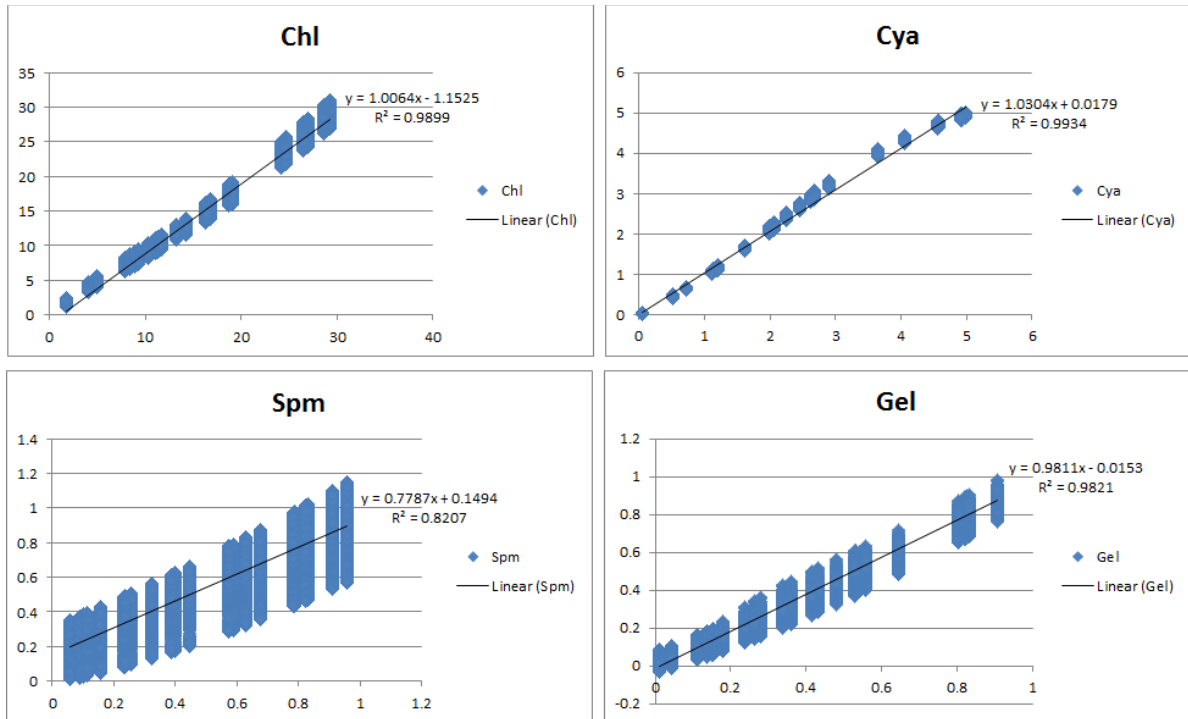 Chl
35
30
25
20
15
10
5
0
0 10 20 30 40
y = 1.0064x - 1.1525
R² = 0.9899
Chl
Linear (Chl)
Cya
6
5
4
3
2
1
0
0 1 2 3 4 5 6
y = 1.0304x + 0.0179
R² = 0.9934
Cya
Linear (Cya)
Spm
1.4
1.2
1
0.8
0.6
0.4
0.2
0
0 0.2 0.4 0.6 0.8 1 1.2
y = 0.7787x + 0.1494
R² = 0.8207
Spm
Linear (Spm)
Gel
1.2
1
0.8
0.6
0.4
0.2
0
-0.2
0 0.2 0.4 0.6 0.8 1
y = 0.9811x - 0.0153
R² = 0.9821
Gel
Linear (Gel)